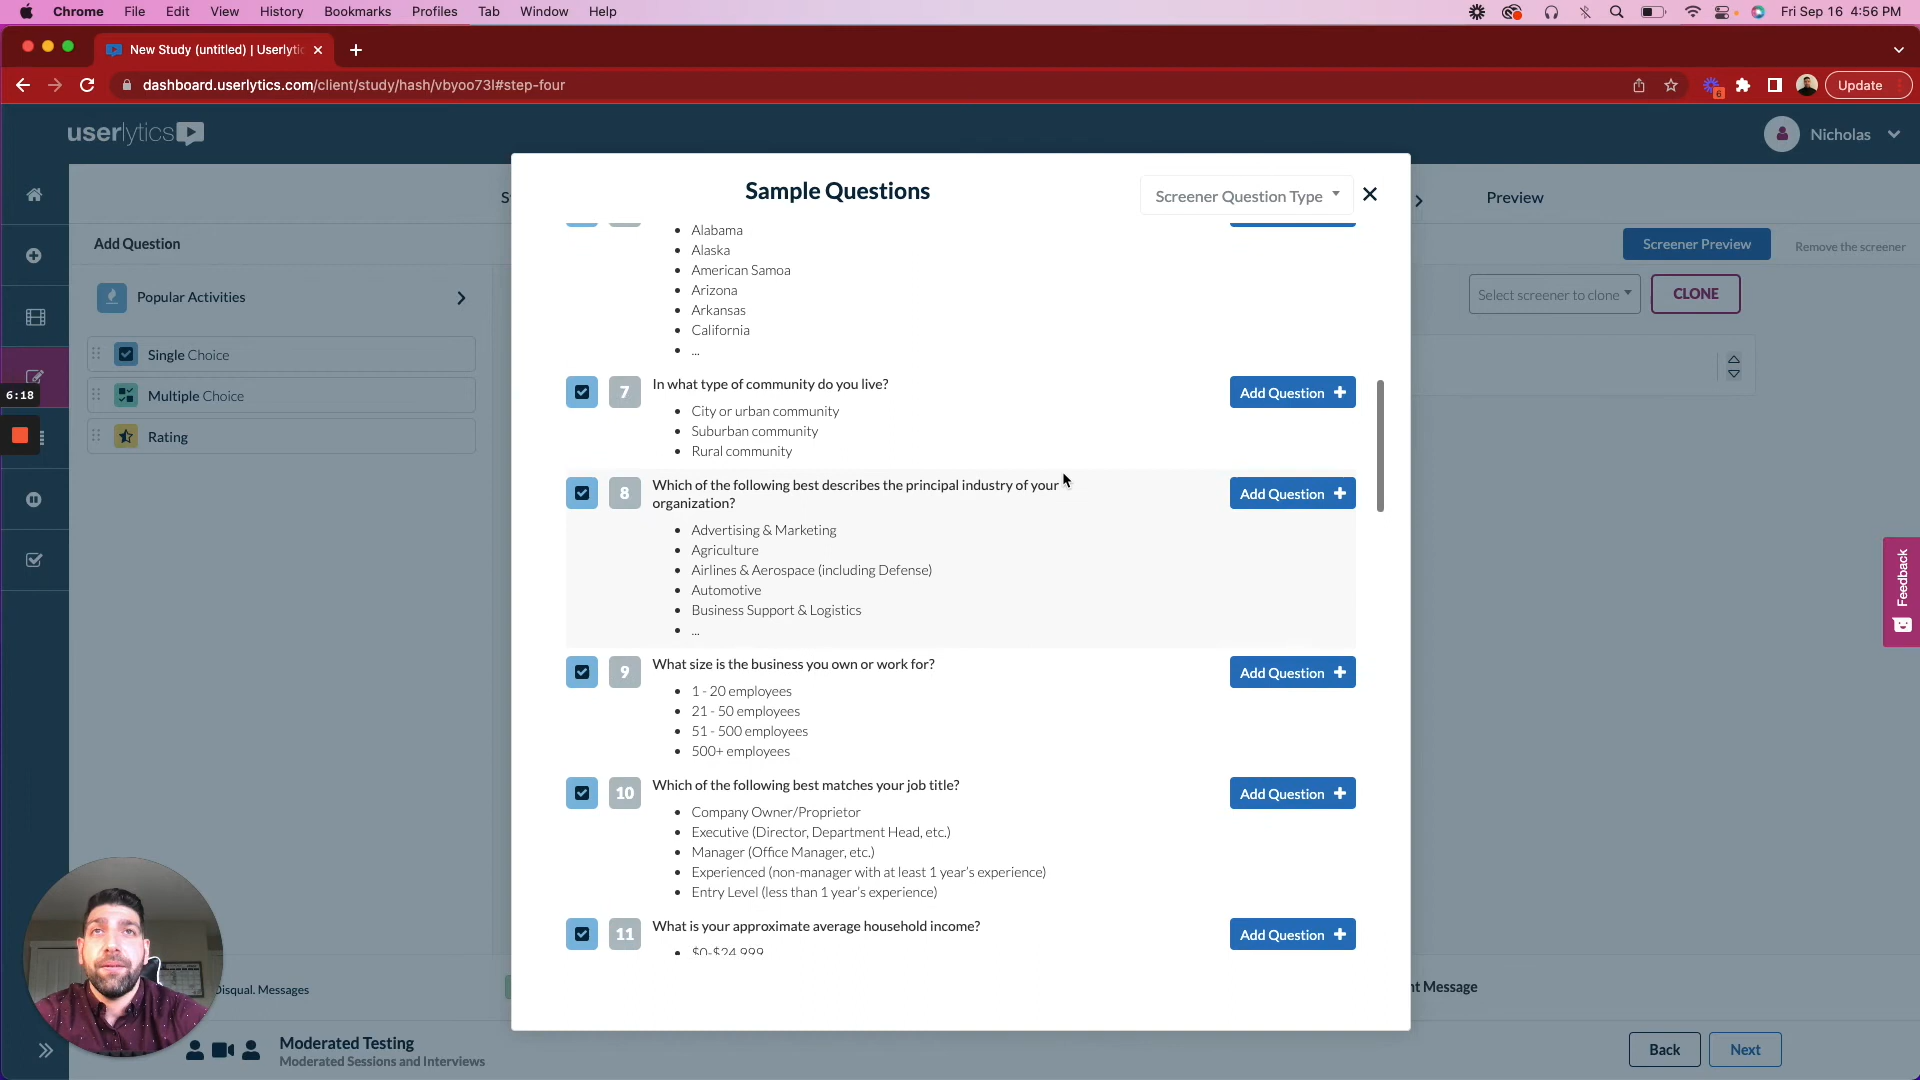 Chrome File Edit View History Bookmarks Profiles Tab Window Help Fri Sep 16 4:56 PM
New Study (untitled) | Userlytic
dashboard.userlytics.com/client/study/hash/vbyoo73l#step-four
6
Update
userlytics
Nicholas
Sample Questions
Screener Question Type
S
Preview
Add Question
Screener Preview
Remove the screener
Popular Activities
Select screener to clone
CLONE
Single Choice
Multiple Choice
Rating
6:18
Alabama
Alaska
American Samoa
Arizona
Arkansas
California
...
7
In what type of community do you live?
Add Question +
City or urban community
Suburban community
Rural community
8
Which of the following best describes the principal industry of your
organization?
Add Question +
Advertising & Marketing
Agriculture
Airlines & Aerospace (including Defense)
Automotive
Business Support & Logistics
...
9
What size is the business you own or work for?
Add Question +
1 - 20 employees
21 - 50 employees
51 - 500 employees
500+ employees
10
Which of the following best matches your job title?
Add Question +
Company Owner/Proprietor
Executive (Director, Department Head, etc.)
Manager (Office Manager, etc.)
Experienced (non-manager with at least 1 year's experience)
Entry Level (less than 1 year's experience)
11
What is your approximate average household income?
Add Question +
$0-$24,999
Feedback
Disqual. Messages
nt Message
Moderated Testing
Moderated Sessions and Interviews
Back
Next